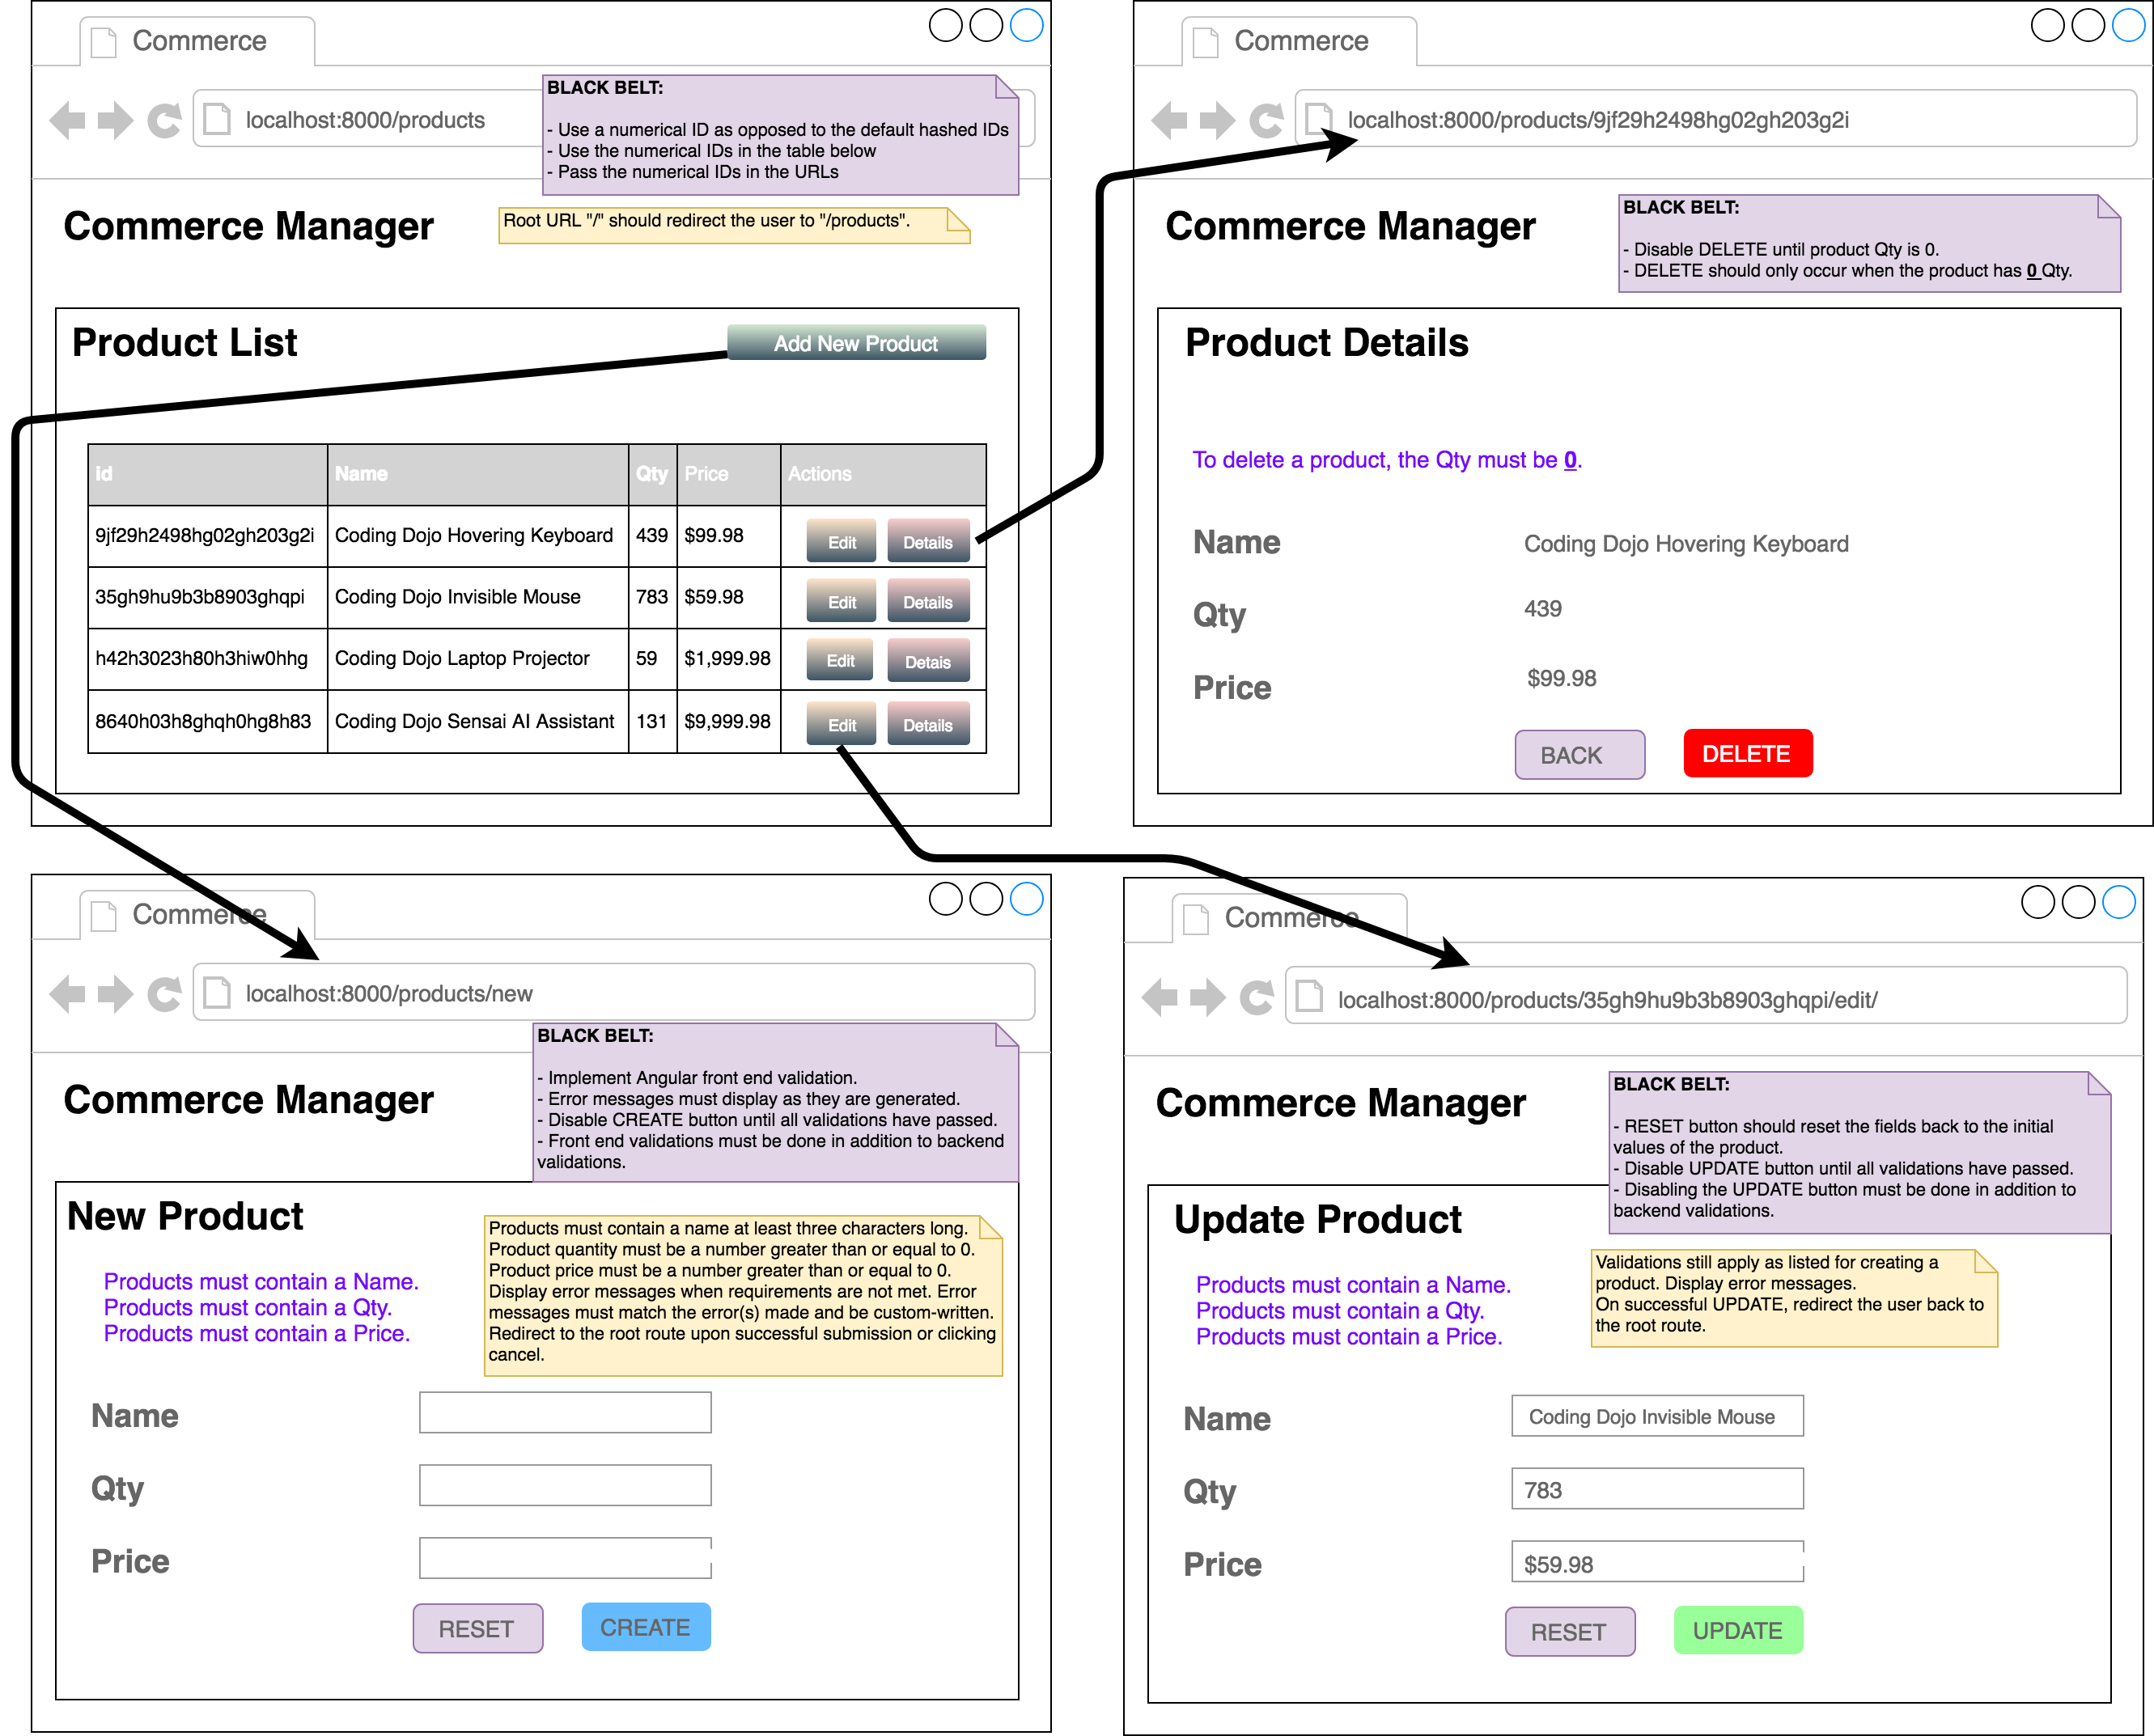 Commerce
localhost:8000/products
BLACK BELT:
- Use a numerical ID as opposed to the default hashed IDs
- Use the numerical IDs in the table below
- Pass the numerical IDs in the URLs
Commerce Manager
Root URL "/" should redirect the user to "/products".
Product List
Add New Product
id Name Qty Price Actions
9jf29h2498hg02gh203g2i Coding Dojo Hovering Keyboard 439 $99.98 Edit Details
35gh9hu9b3b8903ghqpi Coding Dojo Invisible Mouse 783 $59.98 Edit Details
h42h3023h80h3hiw0hhg Coding Dojo Laptop Projector 59 $1,999.98 Edit Detais
8640h03h8ghqh0hg8h83 Coding Dojo Sensai AI Assistant 131 $9,999.98 Edit Details
Commerce
localhost:8000/products/9jf29h2498hg02gh203g2i
Commerce Manager
BLACK BELT:
- Disable DELETE until product Qty is 0.
- DELETE should only occur when the product has 0 Qty.
Product Details
To delete a product, the Qty must be 0.
Name Coding Dojo Hovering Keyboard
Qty 439
Price $99.98
BACK DELETE
Commerce
localhost:8000/products/new
BLACK BELT:
- Implement Angular front end validation.
- Error messages must display as they are generated.
- Disable CREATE button until all validations have passed.
- Front end validations must be done in addition to backend
validations.
Commerce Manager
New Product
Products must contain a name at least three characters long.
Product quantity must be a number greater than or equal to 0.
Product price must be a number greater than or equal to 0.
Display error messages when requirements are not met. Error
messages must match the error(s) made and be custom-written.
Redirect to the root route upon successful submission or clicking
cancel.
Products must contain a Name.
Products must contain a Qty.
Products must contain a Price.
Name
Qty
Price
RESET CREATE
Commerce
localhost:8000/products/35gh9hu9b3b8903ghqpi/edit/
Commerce Manager
BLACK BELT:
- RESET button should reset the fields back to the initial
values of the product.
- Disable UPDATE button until all validations have passed.
- Disabling the UPDATE button must be done in addition to
backend validations.
Update Product
Validations still apply as listed for creating a
product. Display error messages.
On successful UPDATE, redirect the user back to
the root route.
Products must contain a Name.
Products must contain a Qty.
Products must contain a Price.
Name Coding Dojo Invisible Mouse
Qty 783
Price $59.98
RESET UPDATE